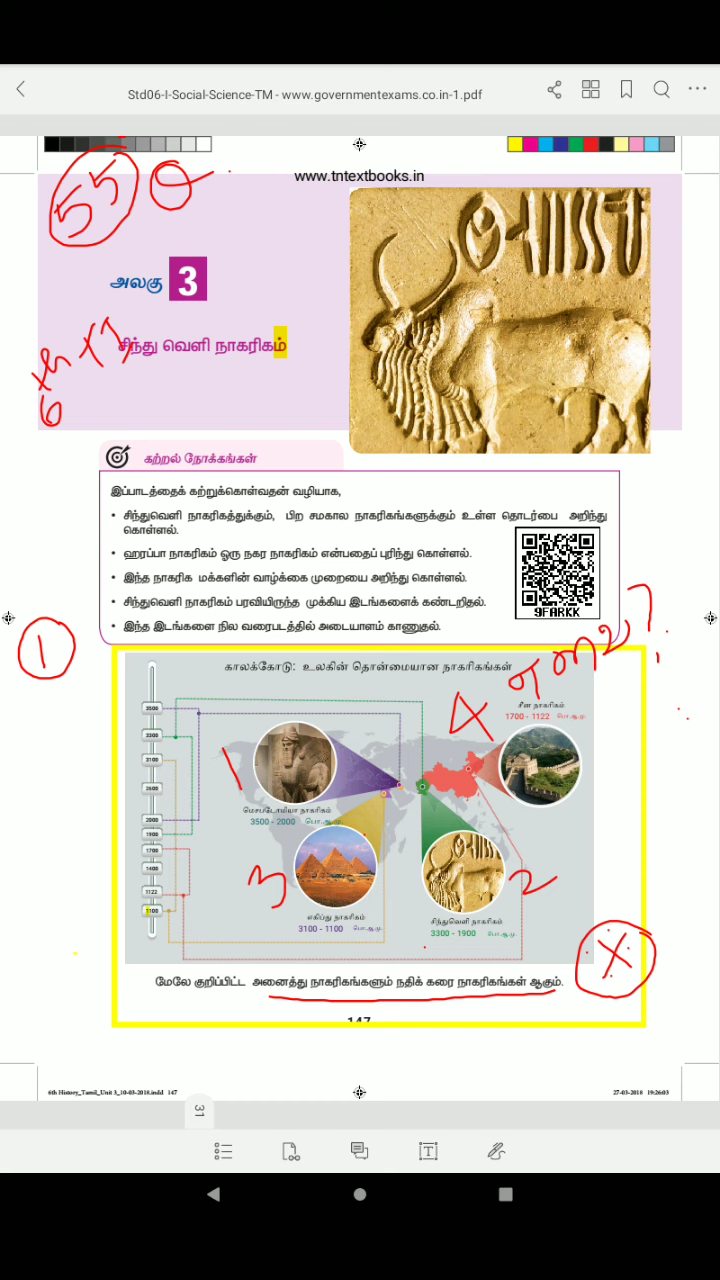 Std06-I-Social-Science-TM - www.governmentexams.co.in-1.pdf
www.tntextbooks.in
55
அலகு 3
சிந்து வெளி நாகரிகம்
6th
கற்றல் நோக்கங்கள்
இப்பாடத்தைக் கற்றுக்கொள்வதன் வழியாக,
• சிந்துவெளி நாகரிகத்துக்கும், பிற சமகால நாகரிகங்களுக்கும் உள்ள தொடர்பை அறிந்து
கொள்ளல்.
• ஹரப்பா நாகரிகம் ஓரு நகர நாகரிகம் என்பதைப் புரிந்து கொள்ளல்.
• இந்த நாகரிக மக்களின் வாழ்க்கை முறையை அறிந்து கொள்ளல்.
• சிந்துவெளி நாகரிகம் பரவியிருந்த முக்கிய இடங்களைக் கண்டறிதல்.
• இந்த இடங்களை நில வரைபடத்தில் அடையாளம் காணுதல்.
9FARKK
1
காலக்கோடு: உலகின் தொன்மையான நாகரிகங்கள்
4
சீன நாகரிகம்
1700 - 1122 பொ.ஆ.மு.
3500
3300
3100
2500
2000
1900
1700
1400
1122
1100
1
மெசபடோமியா நாகரிகம்
3500 - 2000 பொ.ஆ.மு.
3
எகிப்து நாகரிகம்
3100 - 1100 பொ.ஆ.மு.
2
சிந்துவெளி நாகரிகம்
3300 - 1900 பொ.ஆ.மு.
X
மேலே குறிப்பிட்ட அனைத்து நாகரிகங்களும் நதிக் கரை நாகரிகங்கள் ஆகும்.
147
6th History_Tamil_Unit 3_10-03-2018.indd 147
27-03-2018 19:26:03
31